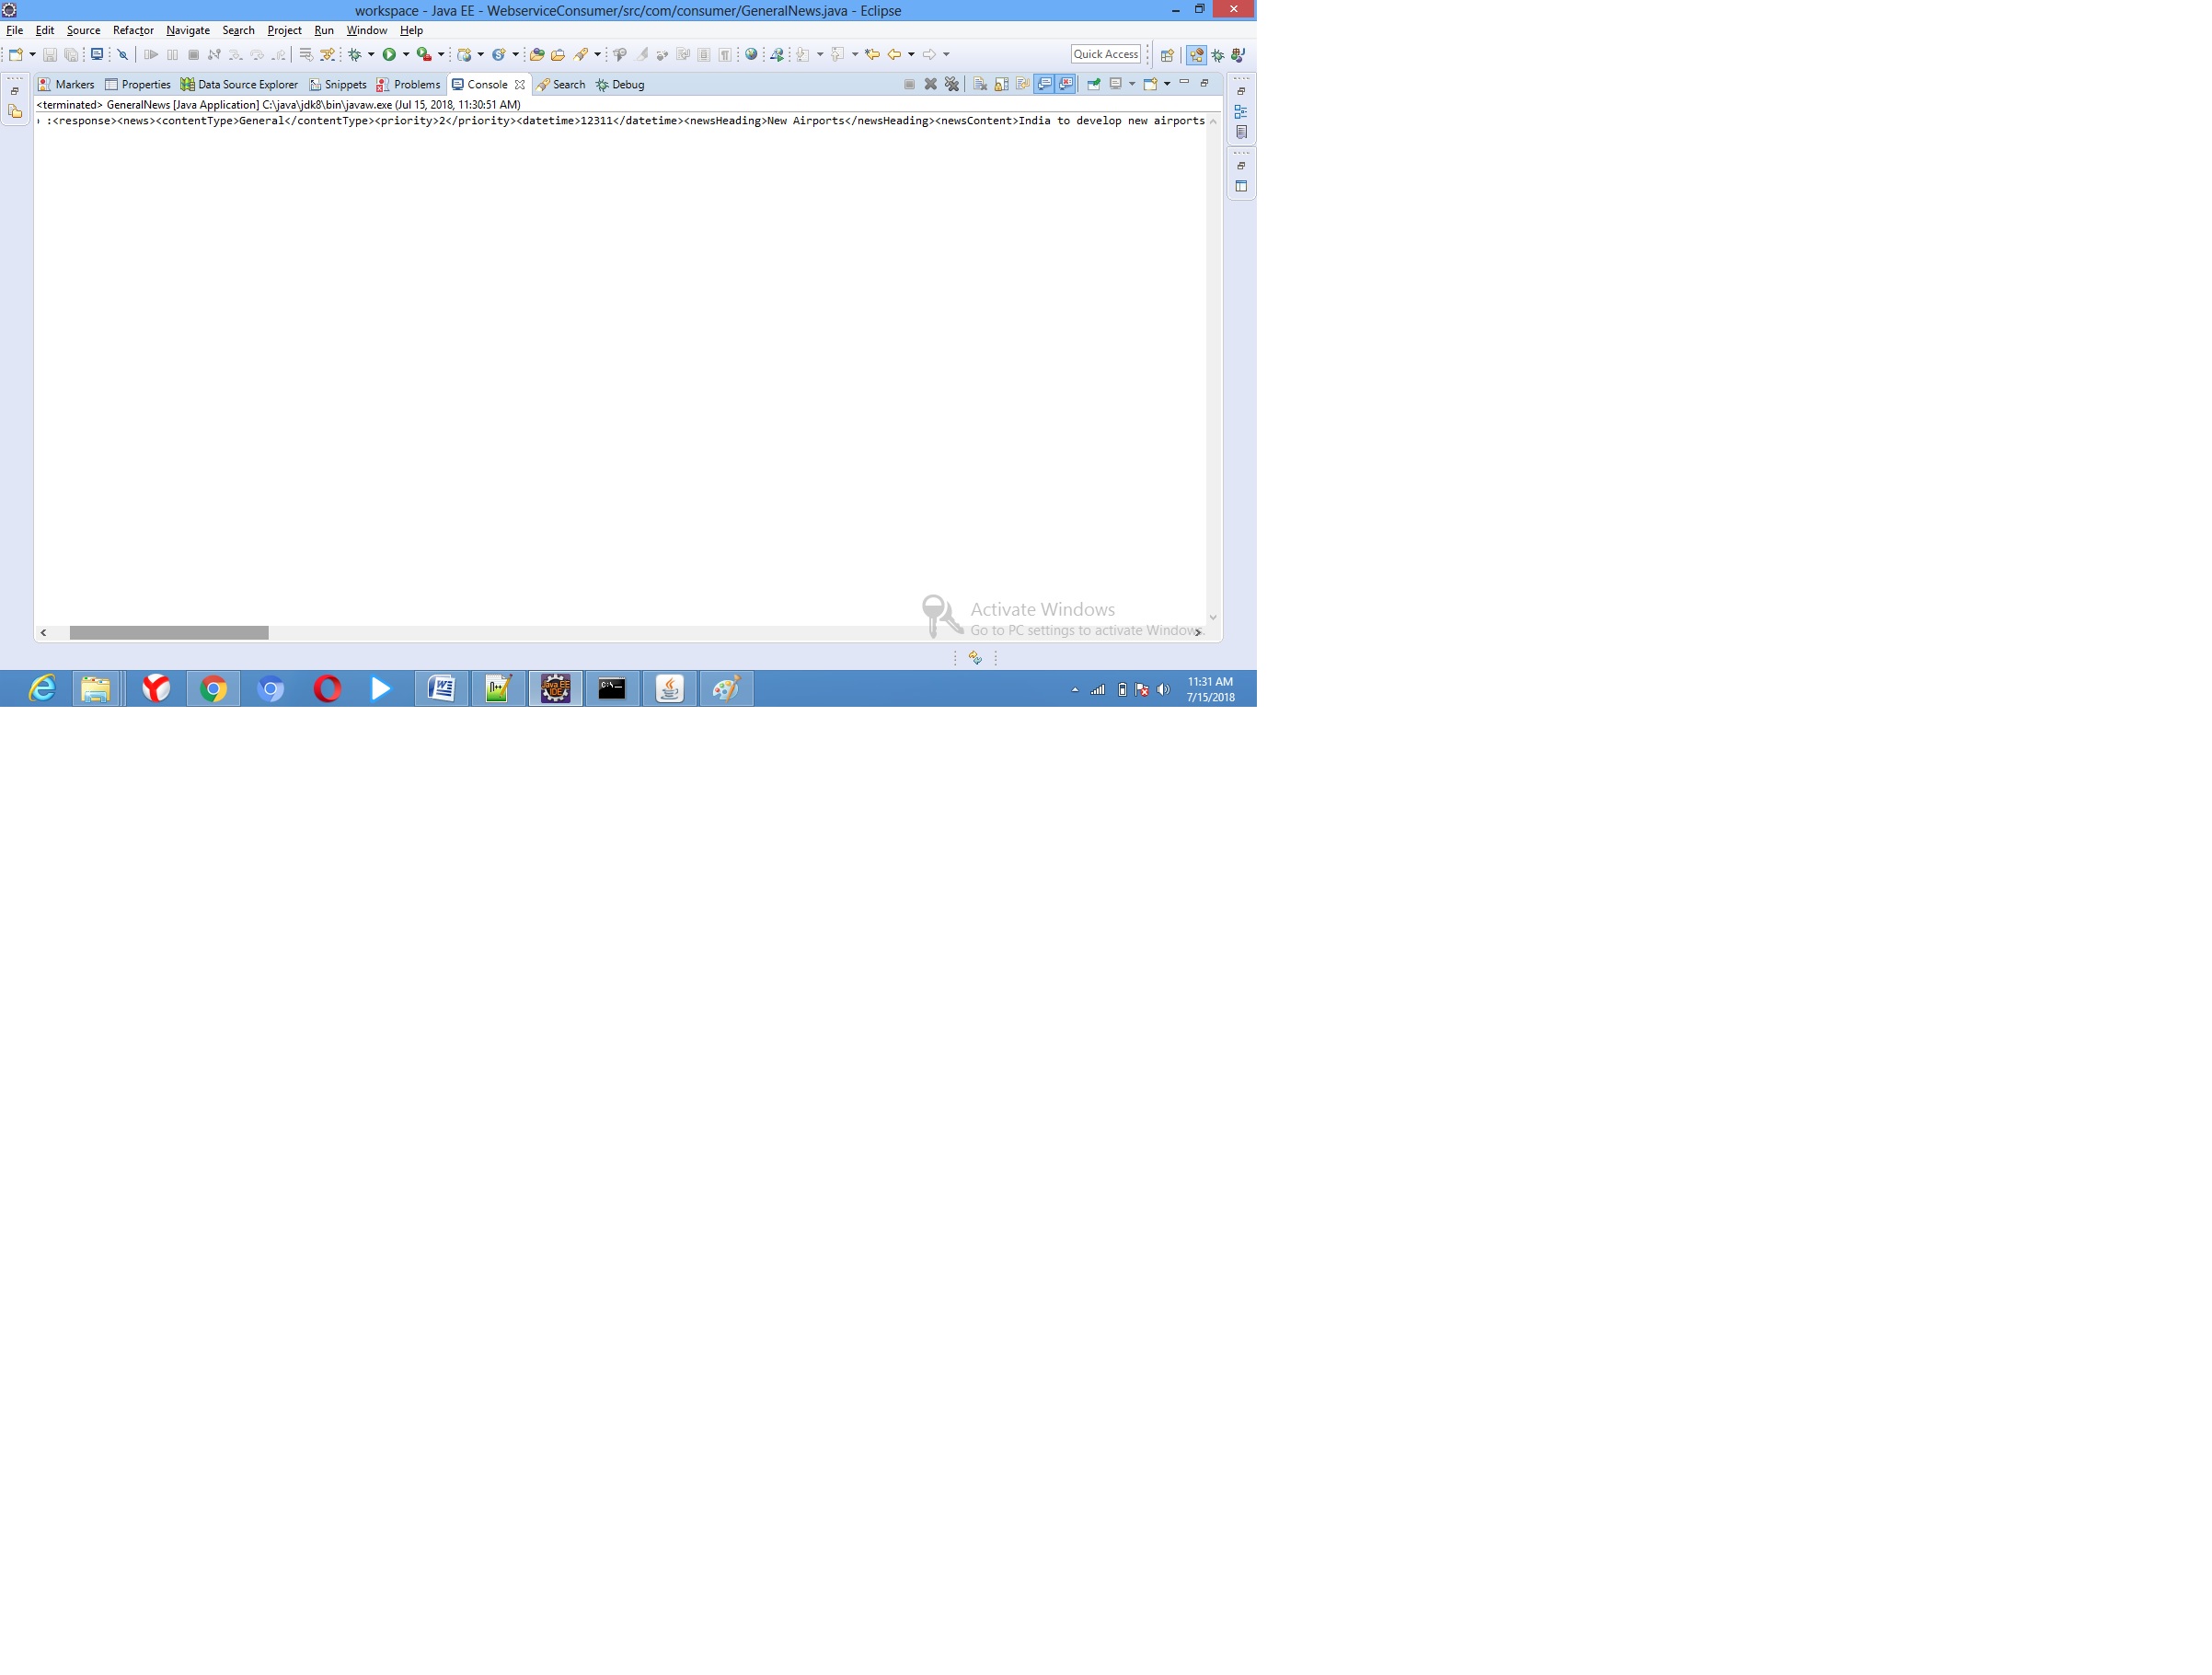 workspace - Java EE - WebserviceConsumer/src/com/consumer/GeneralNews.java - Eclipse
File Edit Source Refactor Navigate Search Project Run Window Help
Quick Access
Markers Properties Data Source Explorer Snippets Problems Console Search Debug
<terminated> GeneralNews [Java Application] C:\java\jdk8\bin\javaw.exe (Jul 15, 2018, 11:30:51 AM)
:<response><news><contentType>General</contentType><priority>2</priority><datetime>12311</datetime><newsHeading>New Airports</newsHeading><newsContent>India to develop new airports
Activate Windows
Go to PC settings to activate Windows.
Java EE
IDE
11:31 AM
7/15/2018